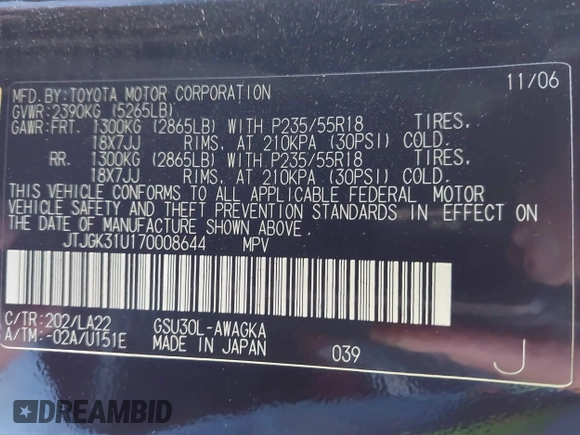 MFD.BY:TOYOTA MOTOR CORPORATION 11/06
GVWR:2390KG (5265LB)
GAWR:FRT. 1300KG (2865LB) WITH P235/55R18 TIRES.
18X7JJ RIMS. AT 210KPA (30PSI) COLD.
RR. 1300KG (2865LB) WITH P235/55R18 TIRES.
18X7JJ RIMS. AT 210KPA (30PSI) COLD.
THIS VEHICLE CONFORMS TO ALL APPLICABLE FEDERAL MOTOR
VEHICLE SAFETY AND THEFT PREVENTION STANDARDS IN EFFECT ON
THE DATE OF MANUFACTURE SHOWN ABOVE.
JTJGK31U170008644 MPV
C/TR:202/LA22 GSU30L-AWAGKA
A/TM:-02A/U151E MADE IN JAPAN 039 J
DREAMBID